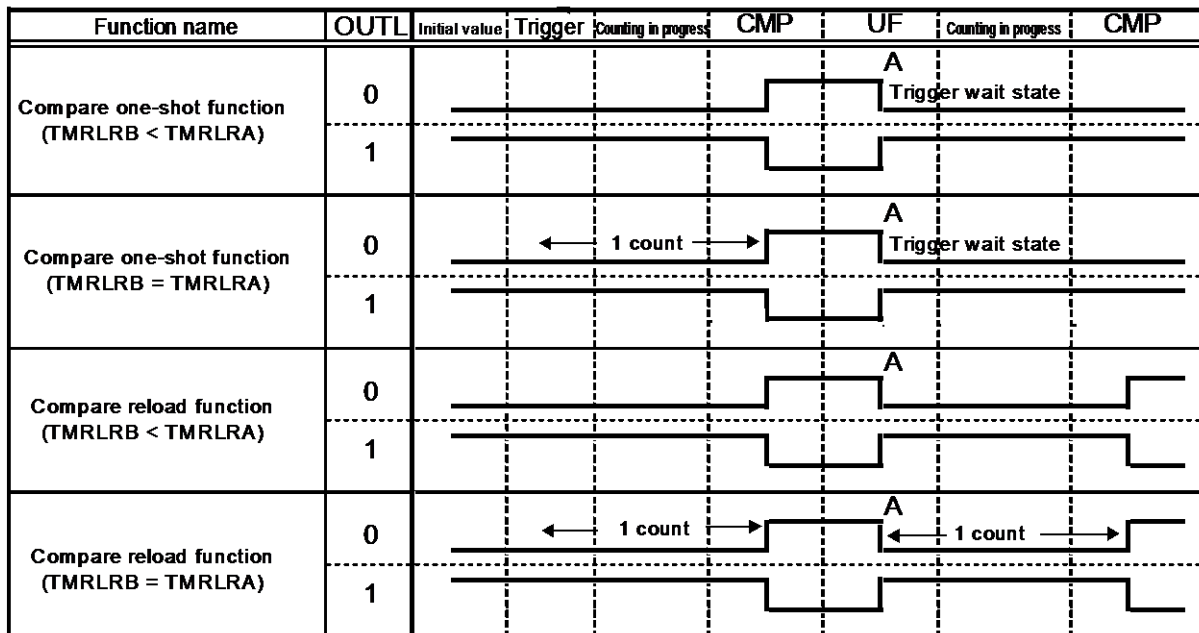 Function name OUTL Initial value Trigger Counting in progress CMP UF Counting in progress CMP
Compare one-shot function
(TMRLRB < TMRLRA)
0
A
Trigger wait state
1
Compare one-shot function
(TMRLRB = TMRLRA)
0
1 count
A
Trigger wait state
1
Compare reload function
(TMRLRB < TMRLRA)
0
A
1
Compare reload function
(TMRLRB = TMRLRA)
0
1 count
A
1 count
1